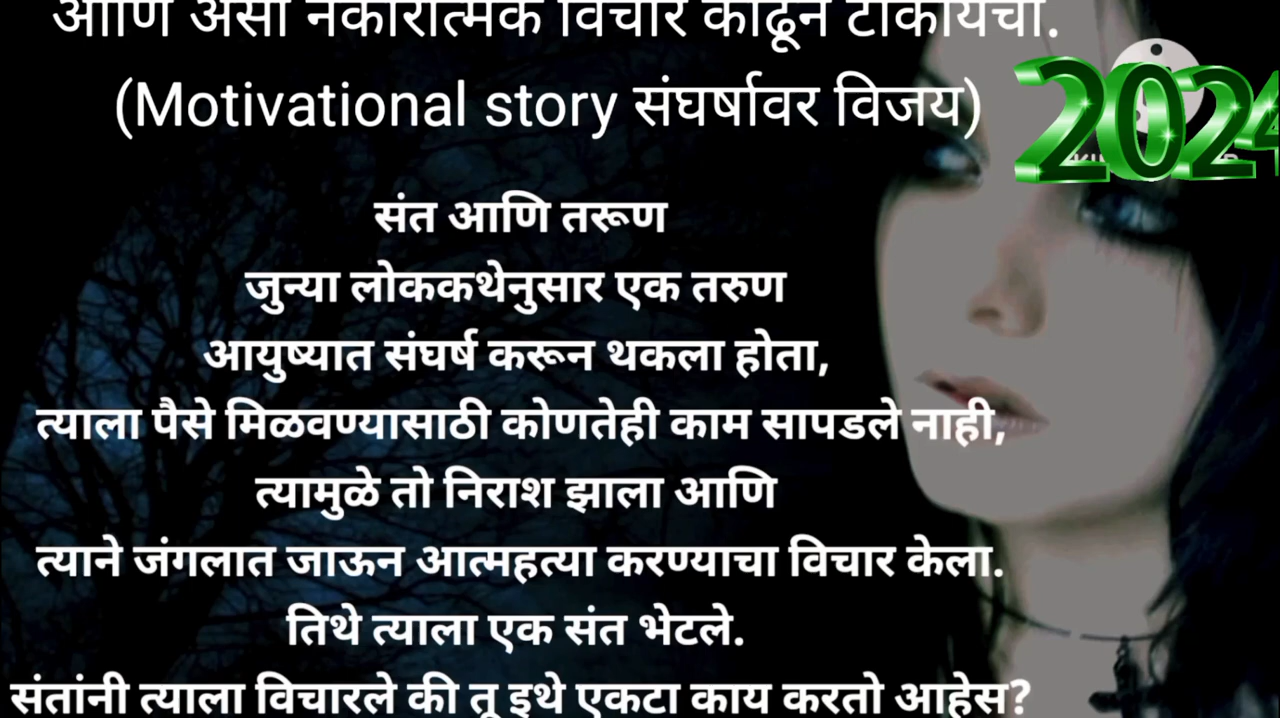 आणि असा नकारात्मक विचार काढून टाकायचा.
(Motivational story संघर्षावर विजय)
2024
संत आणि तरूण
जुन्या लोककथेनुसार एक तरुण
आयुष्यात संघर्ष करून थकला होता,
त्याला पैसे मिळवण्यासाठी कोणतेही काम सापडले नाही,
त्यामुळे तो निराश झाला आणि
त्याने जंगलात जाऊन आत्महत्या करण्याचा विचार केला.
तिथे त्याला एक संत भेटले.
संतांनी त्याला विचारले की तू इथे एकटा काय करतो आहेस?